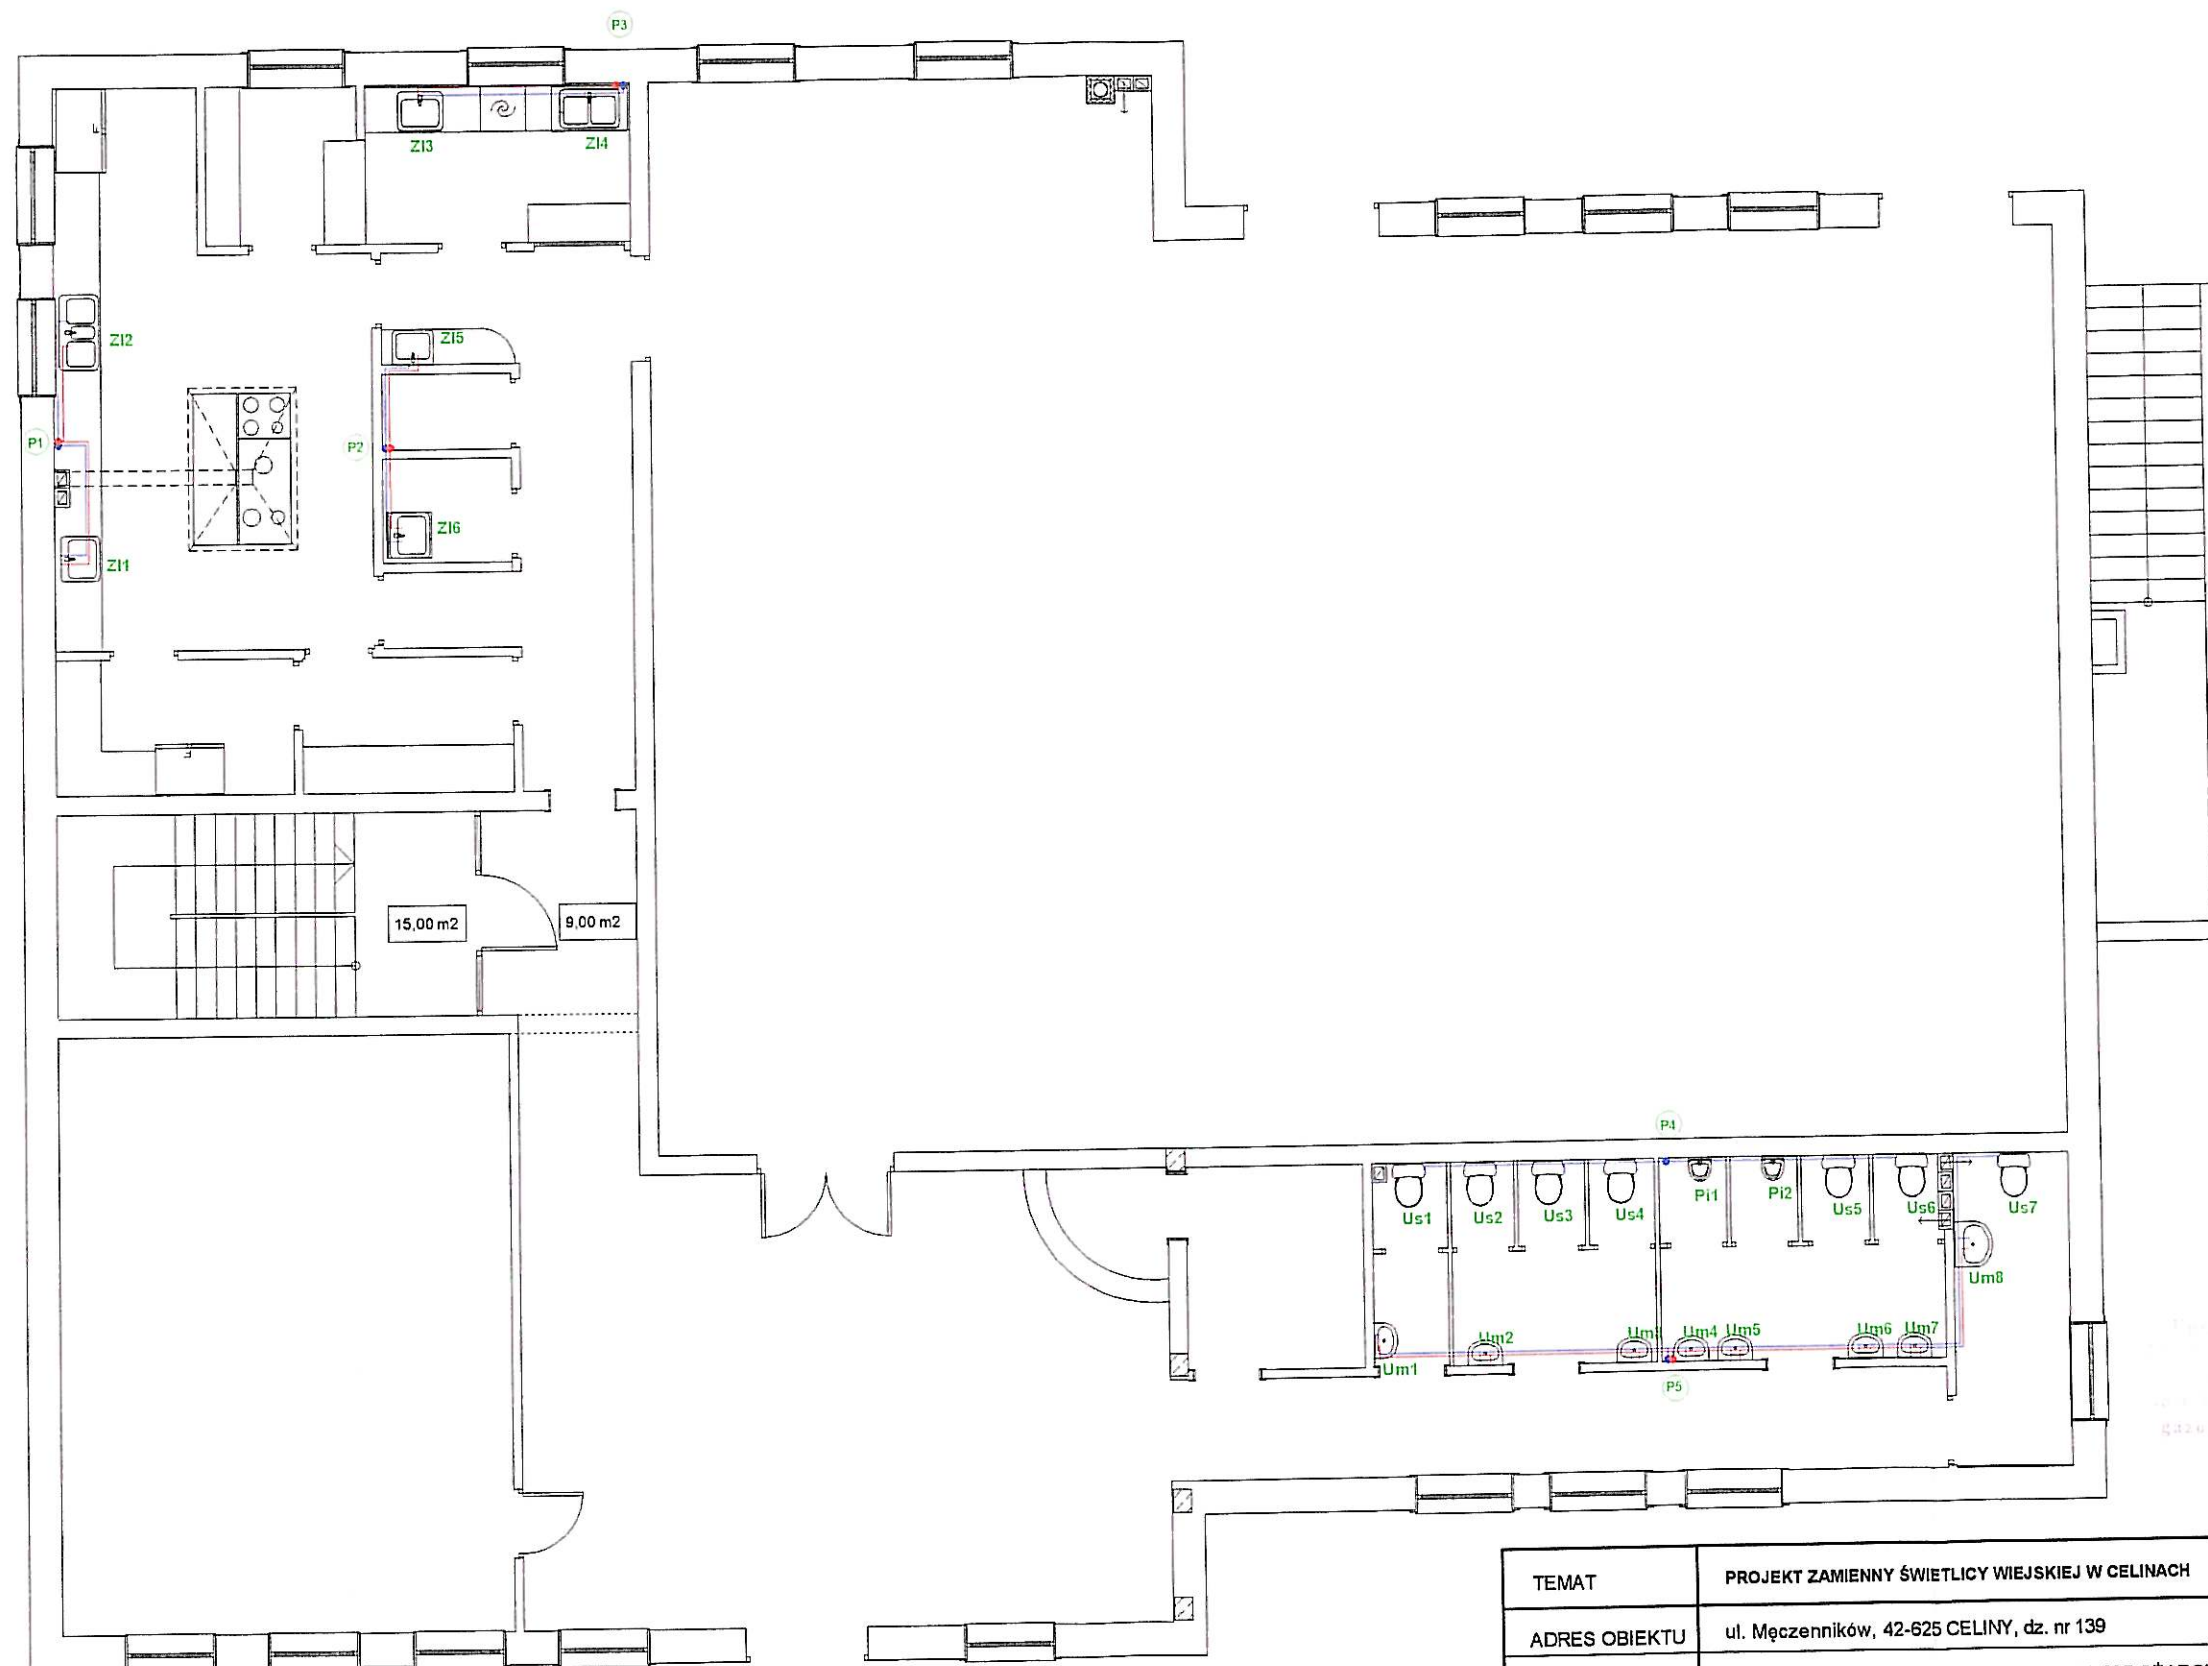 P3
Zl3
Zl4
Zl2
Zl5
P1
P2
Zl6
Zl1
15,00 m2
9,00 m2
P4
Pi1
Pi2
Us1
Us2
Us3
Us4
Us5
Us6
Us7
Um8
Um1
Um2
Um4
Um5
Um6
Um7
P5
TEMAT
PROJEKT ZAMIENNY ŚWIETLICY WIEJSKIEJ W CELINACH
ADRES OBIEKTU
ul. Męczenników, 42-625 CELINY, dz. nr 139